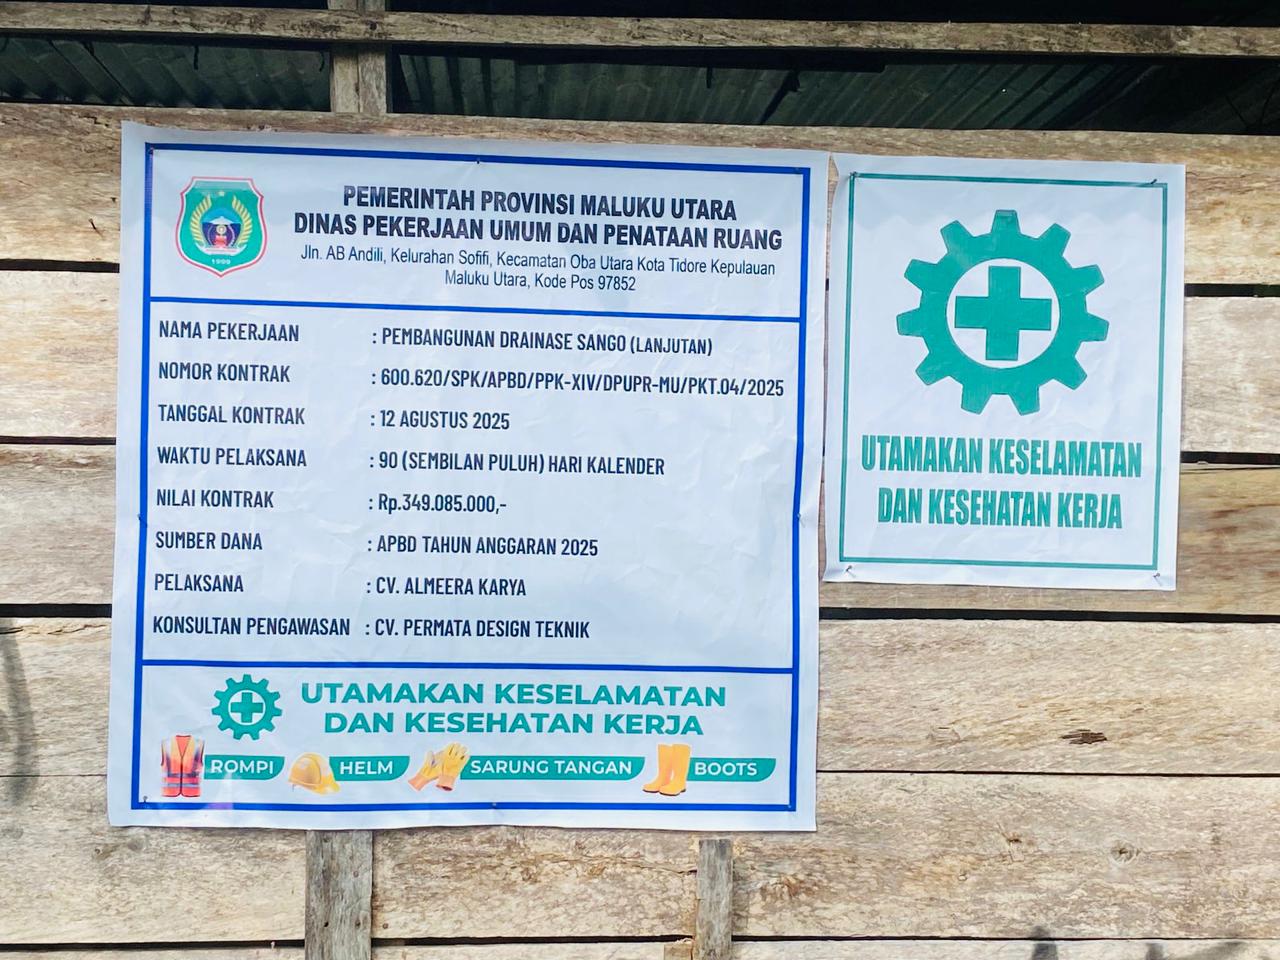 PEMERINTAH PROVINSI MALUKU UTARA
DINAS PEKERJAAN UMUM DAN PENATAAN RUANG
Jln. AB Andili, Kelurahan Sofifi, Kecamatan Oba Utara Kota Tidore Kepulauan
Maluku Utara, Kode Pos 97852
1999
NAMA PEKERJAAN : PEMBANGUNAN DRAINASE SANGO (LANJUTAN)
NOMOR KONTRAK : 600.620/SPK/APBD/PPK-XIV/DPUPR-MU/PKT.04/2025
TANGGAL KONTRAK : 12 AGUSTUS 2025
WAKTU PELAKSANA : 90 (SEMBILAN PULUH) HARI KALENDER
NILAI KONTRAK : Rp.349.085.000,-
SUMBER DANA : APBD TAHUN ANGGARAN 2025
PELAKSANA : CV. ALMEERA KARYA
KONSULTAN PENGAWASAN : CV. PERMATA DESIGN TEKNIK
UTAMAKAN KESELAMATAN
DAN KESEHATAN KERJA
ROMPI HELM SARUNG TANGAN BOOTS
UTAMAKAN KESELAMATAN
DAN KESEHATAN KERJA